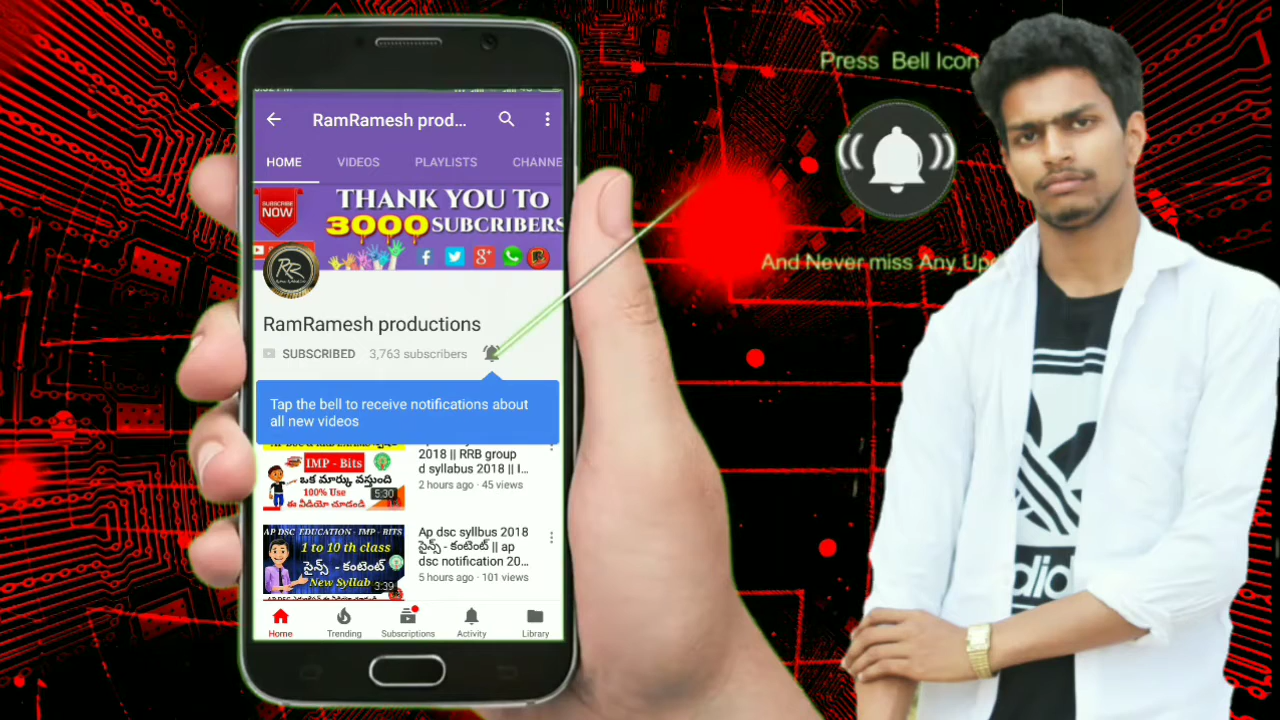 RamRamesh prod...
HOME VIDEOS PLAYLISTS CHANNE
SUBSCRIBE
NOW
THANK YOU To
3000 SUBCRIBERS
RR
RamRamesh productions
SUBSCRIBED 3,763 subscribers
Tap the bell to receive notifications about
all new videos
IMP - Bits
ఒక మార్కు వస్తుంది
100% Use
ఈ వీడియో చూడండి
5:30
2018 || RRB group
d syllabus 2018 || I...
2 hours ago · 45 views
AP DSC EDUCATION - IMP - BITS
1 to 10 th class
సైన్స్ - కంటెంట్
New Syllab
3:39
Ap dsc syllbus 2018
సైన్స్ - కంటెంట్ || ap
dsc notification 20...
5 hours ago · 101 views
Home Trending Subscriptions Activity Library
Press Bell Icon
And Never miss Any Up
adidas